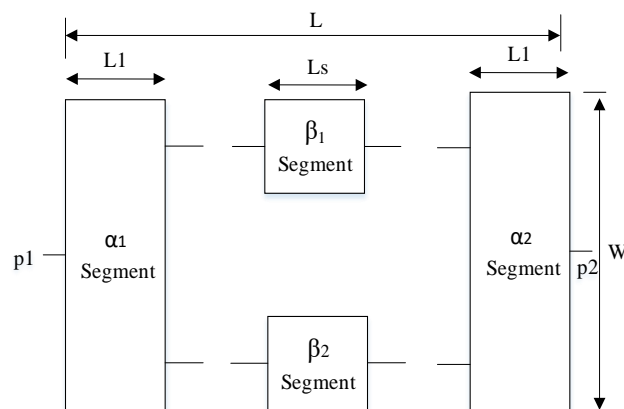 L
L1
Ls
L1
β1
Segment
α1
Segment
p1
α2
Segment
p2
W
β2
Segment